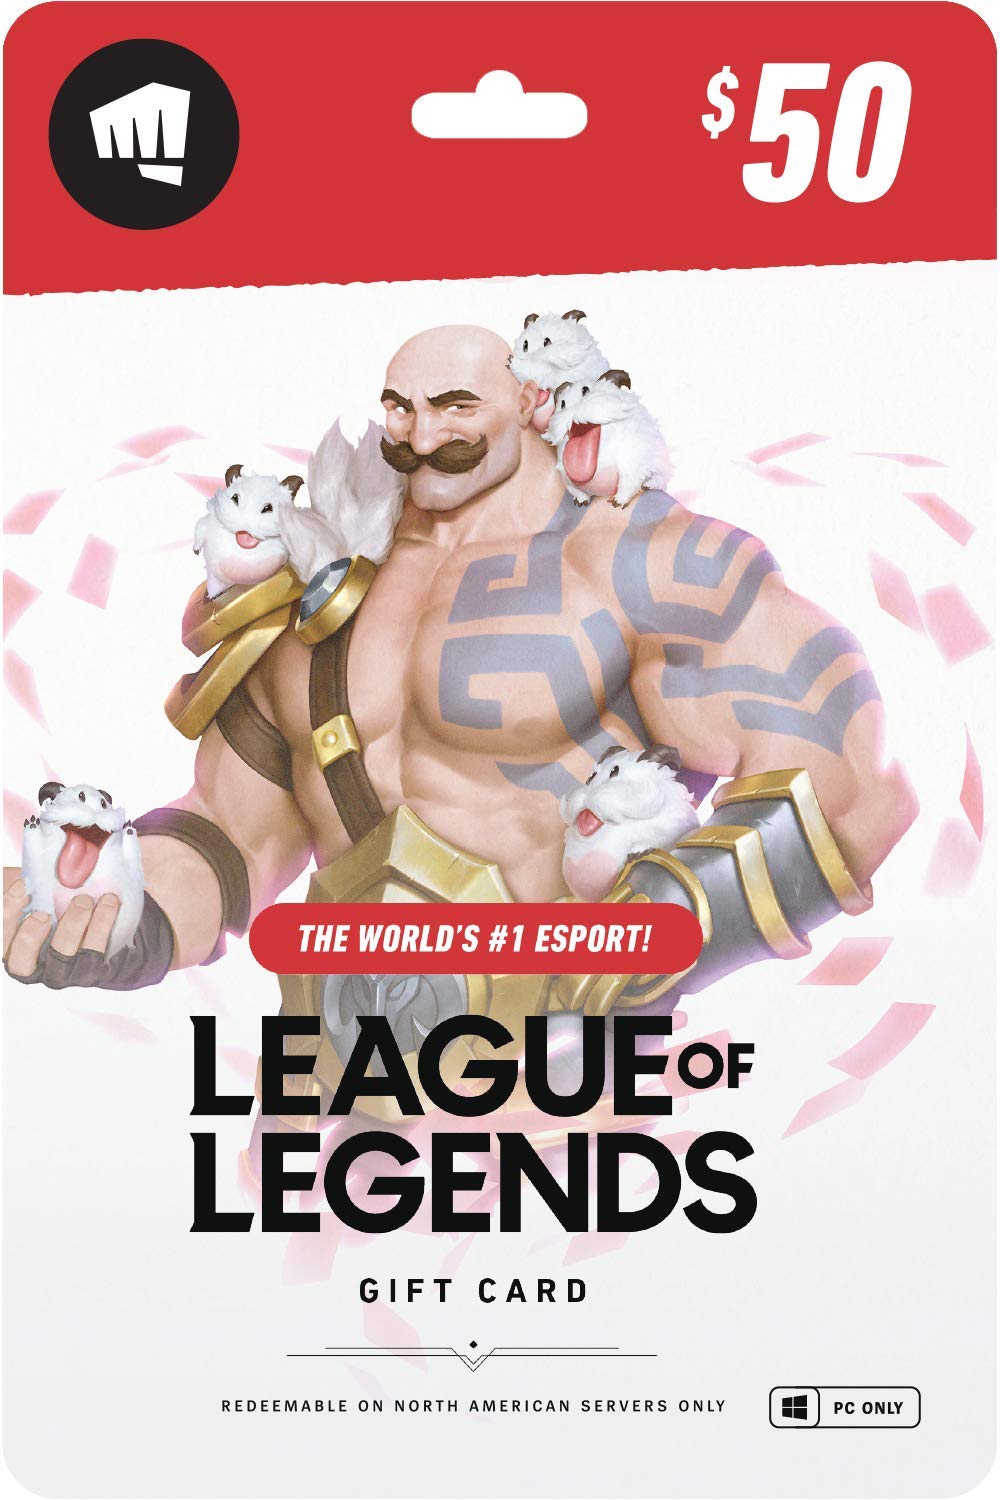 $50
THE WORLD'S #1 ESPORT!
LEAGUE OF
LEGENDS
GIFT CARD
REDEEMABLE ON NORTH AMERICAN SERVERS ONLY
PC ONLY